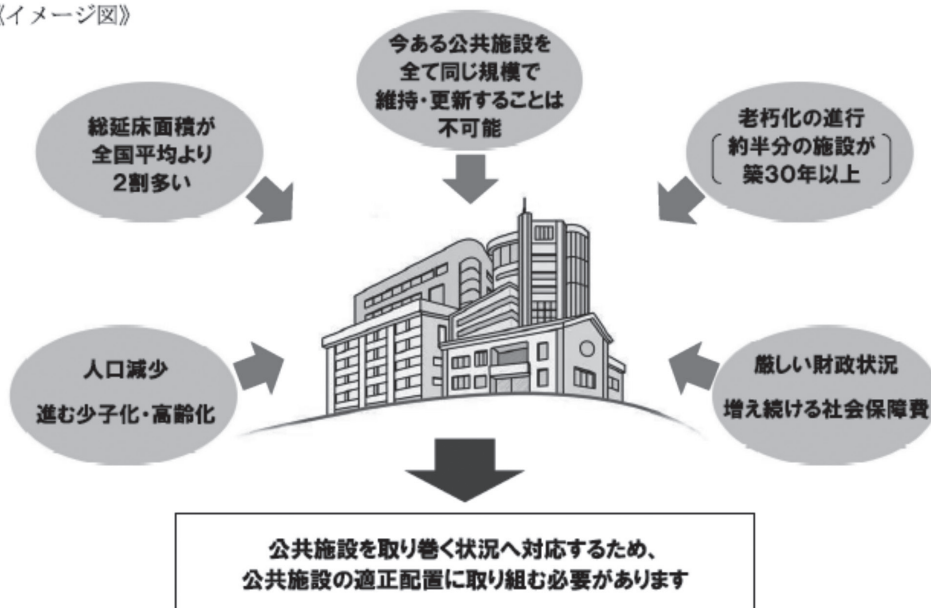 《イメージ図》
今ある公共施設を
全て同じ規模で
維持・更新することは
不可能
総延床面積が
全国平均より
2割多い
老朽化の進行
約半分の施設が
築30年以上
人口減少
進む少子化・高齢化
厳しい財政状況
増え続ける社会保障費
公共施設を取り巻く状況へ対応するため、
公共施設の適正配置に取り組む必要があります